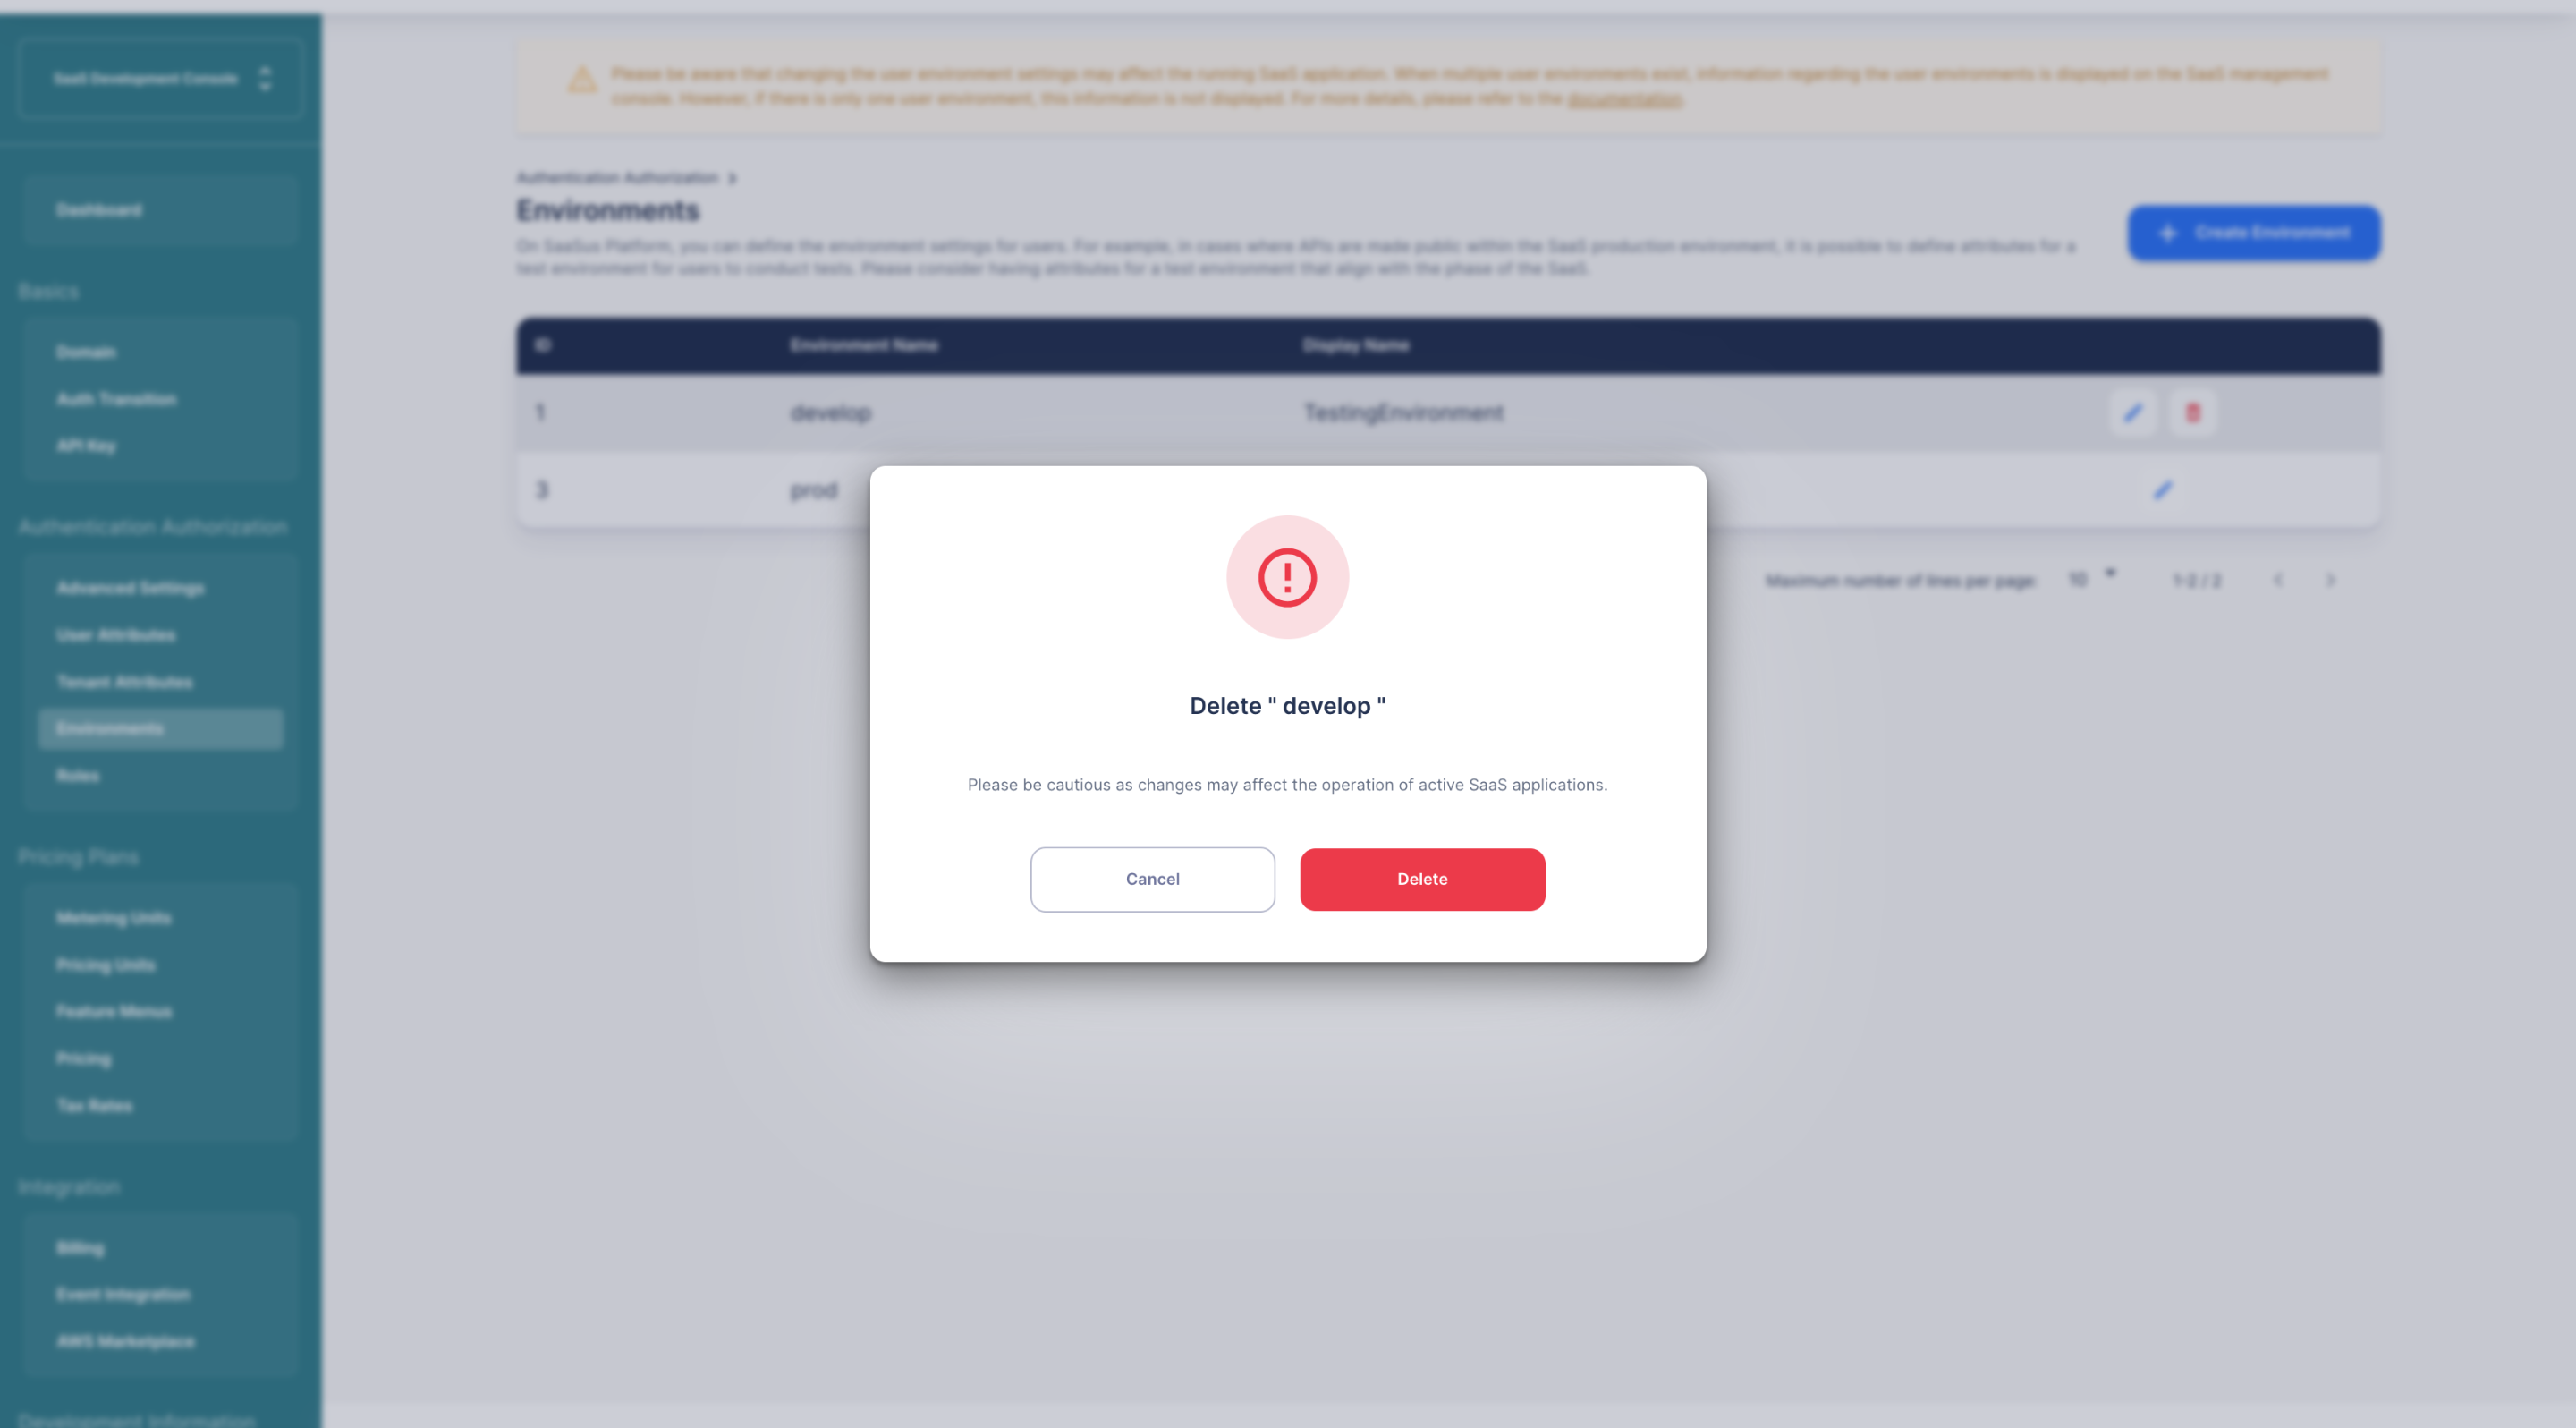 SaaS Development Console
Dashboard
Basics
Domain
Auth Transition
API Key
Authentication Authorization
Advanced Settings
User Attributes
Tenant Attributes
Environments
Roles
Pricing Plans
Metering Units
Pricing Units
Feature Menus
Pricing
Tax Rates
Integration
Billing
Event Integration
AWS Marketplace
Development Information
Please be aware that changing the user environment settings may affect the running SaaS application. When multiple user environments exist, information regarding the user environments is displayed on the SaaS management
console. However, if there is only one user environment, this information is not displayed. For more details, please refer to the documentation.
Authentication Authorization
Environments
On SaaSus Platform, you can define the environment settings for users. For example, in cases where APIs are made public within the SaaS production environment, it is possible to define attributes for a
test environment for users to conduct tests. Please consider having attributes for a test environment that align with the phase of the SaaS.
Create Environment
ID Environment Name Display Name
1 develop TestingEnvironment
3 prod
Maximum number of lines per page: 10 1-2 / 2
Delete " develop "
Please be cautious as changes may affect the operation of active SaaS applications.
Cancel Delete